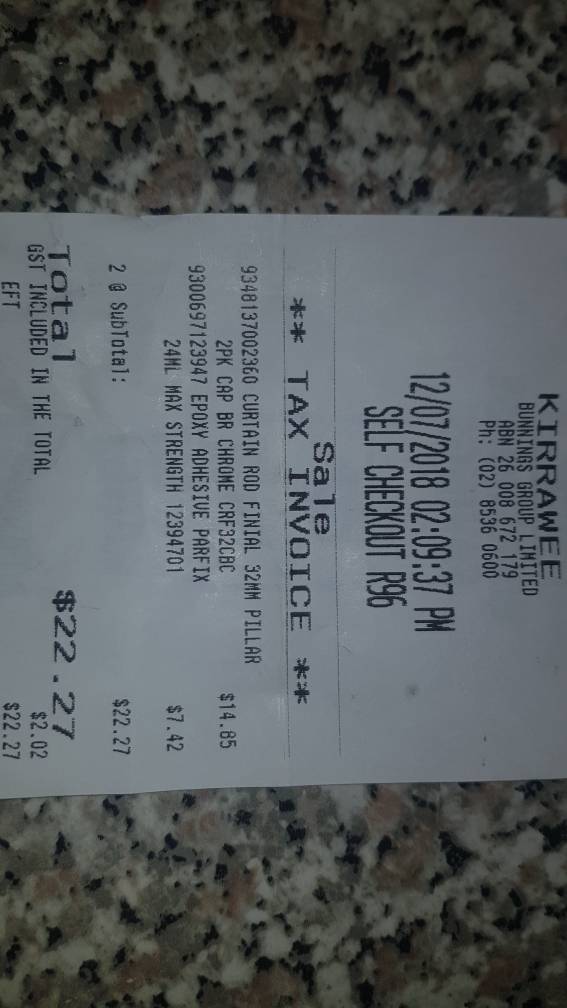 KIRRAWEE
BUNNINGS GROUP LIMITED
ABN 26 008 672 179
Ph: (02) 8536 0600
12/07/2018 02:09:37 PM
SELF CHECKOUT R96
Sale
** TAX INVOICE **
9348137002360 CURTAIN ROD FINIAL 32MM PILLAR
2PK CAP BR CHROME CRF32CBC $14.85
9300697123947 EPOXY ADHESIVE PARFIX
24ML MAX STRENGTH 12394701 $7.42
2 @ SubTotal: $22.27
Total $22.27
GST INCLUDED IN THE TOTAL $2.02
EFT $22.27